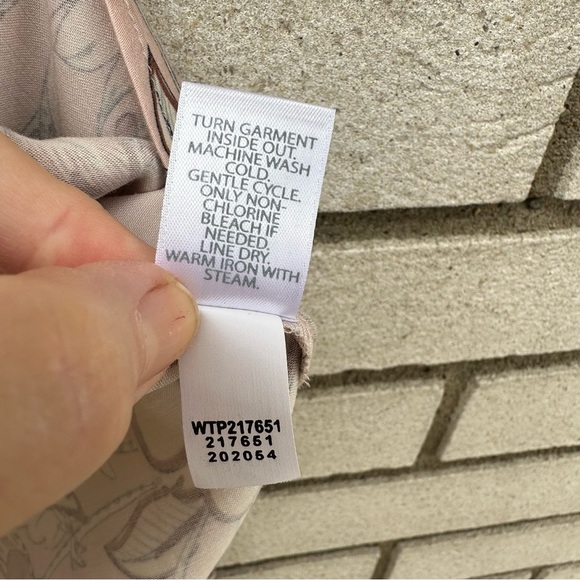 TURN GARMENT
INSIDE OUT.
MACHINE WASH
COLD.
GENTLE CYCLE.
ONLY NON-
CHLORINE
BLEACH IF
NEEDED.
LINE DRY.
WARM IRON WITH
STEAM.
WTP217651
217651
202054